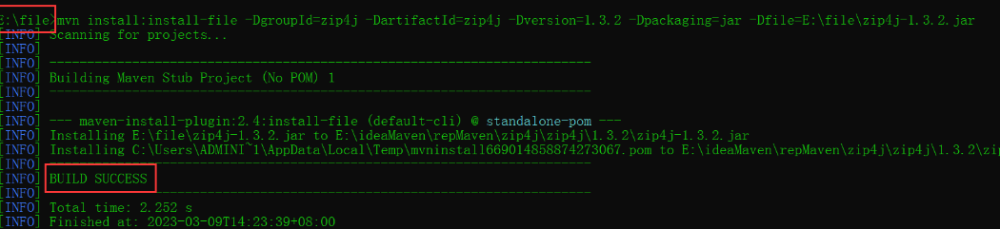 E:\file>mvn install:install-file -DgroupId=zip4j -DartifactId=zip4j -Dversion=1.3.2 -Dpackaging=jar -Dfile=E:\file\zip4j-1.3.2.jar
[INFO] Scanning for projects...
[INFO]
[INFO] ------------------------------------------------------------------------
[INFO] Building Maven Stub Project (No POM) 1
[INFO] ------------------------------------------------------------------------
[INFO]
[INFO] --- maven-install-plugin:2.4:install-file (default-cli) @ standalone-pom ---
[INFO] Installing E:\file\zip4j-1.3.2.jar to E:\ideaMaven\repMaven\zip4j\zip4j\1.3.2\zip4j-1.3.2.jar
[INFO] Installing C:\Users\ADMINI~1\AppData\Local\Temp\mvninstall6690148588874273067.pom to E:\ideaMaven\repMaven\zip4j\zip4j\1.3.2\zip
[INFO] ------------------------------------------------------------------------
[INFO] BUILD SUCCESS
[INFO] ------------------------------------------------------------------------
[INFO] Total time: 2.252 s
[INFO] Finished at: 2023-03-09T14:23:39+08:00